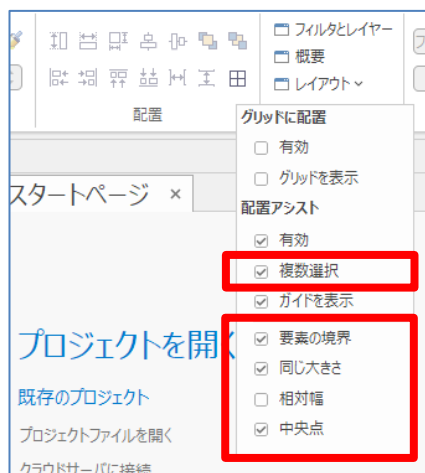 フィルタとレイヤー
概要
レイアウト
配置
グリッドに配置
有効
グリッドを表示
スタートページ ×
配置アシスト
有効
複数選択
ガイドを表示
要素の境界
同じ大きさ
相対幅
中央点
プロジェクトを開く
既存のプロジェクト
プロジェクトファイルを開く
クラウドサーバに接続